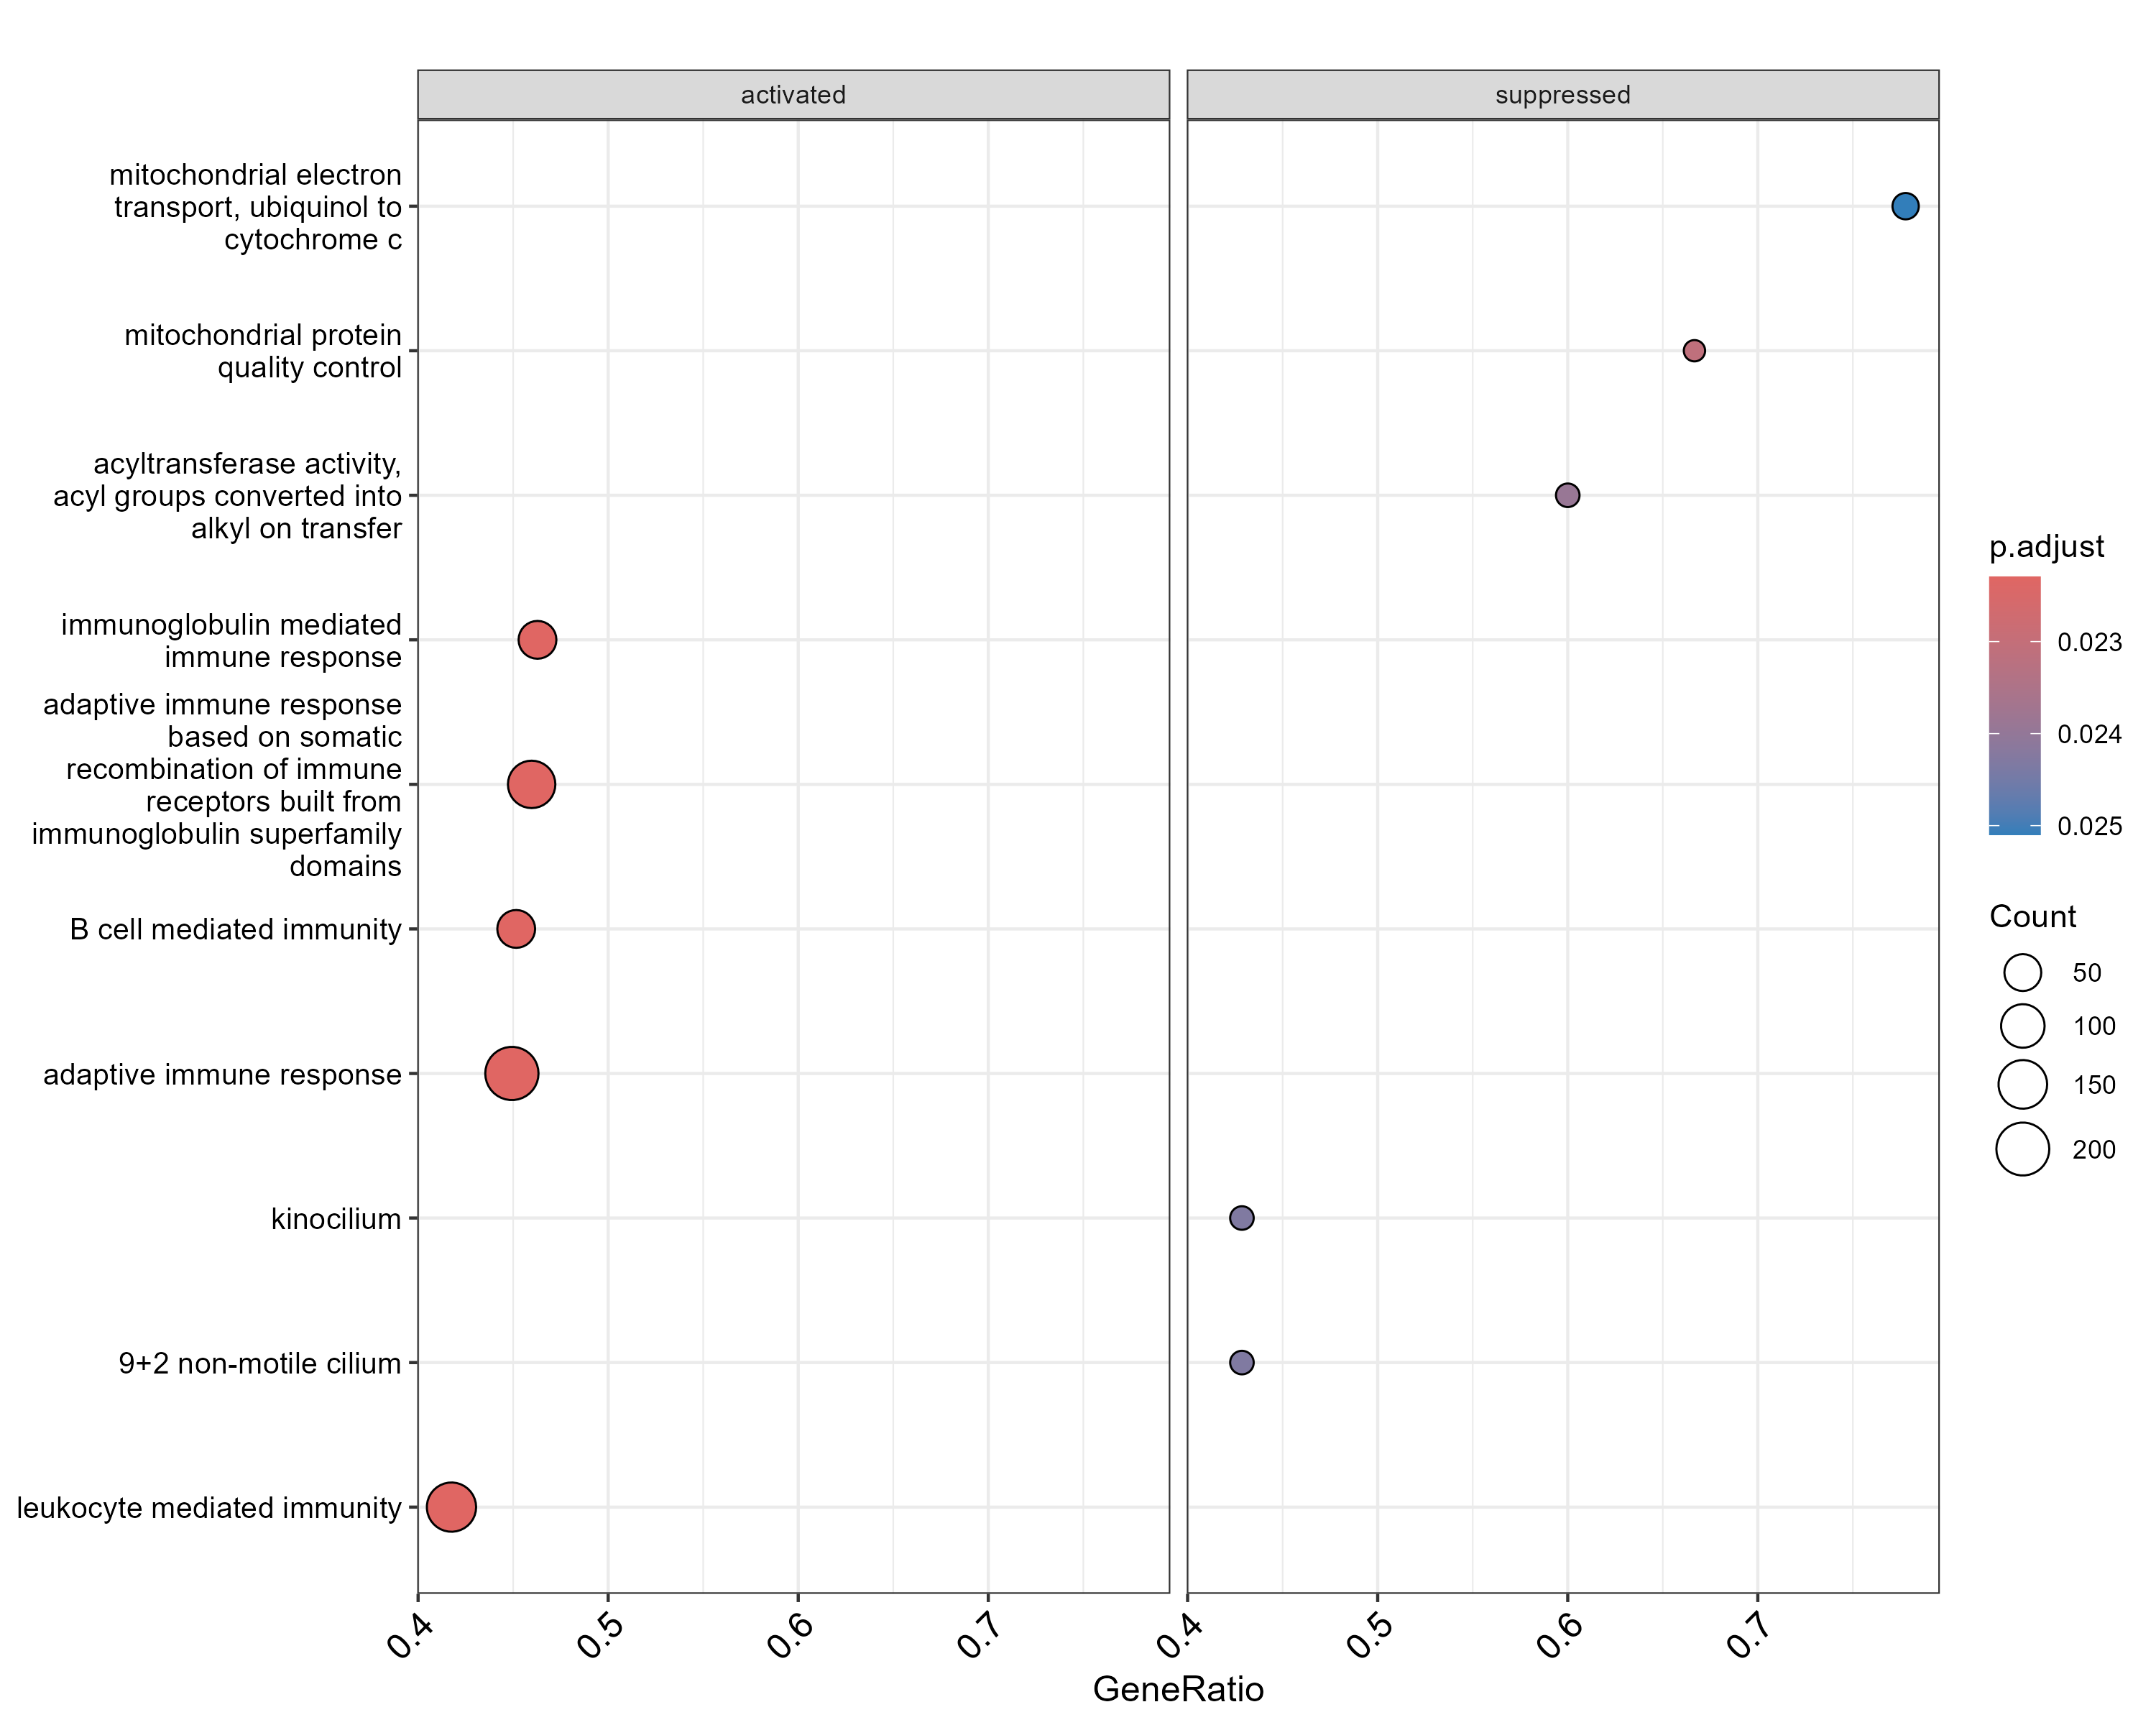 activated
suppressed
mitochondrial electron
transport, ubiquinol to
cytochrome c
mitochondrial protein
quality control
acyltransferase activity,
acyl groups converted into
alkyl on transfer
immunoglobulin mediated
immune response
adaptive immune response
based on somatic
recombination of immune
receptors built from
immunoglobulin superfamily
domains
B cell mediated immunity
adaptive immune response
kinocilium
9+2 non-motile cilium
leukocyte mediated immunity
0.4
0.5
0.6
0.7
0.4
0.5
0.6
0.7
GeneRatio
p.adjust
0.023
0.024
0.025
Count
50
100
150
200